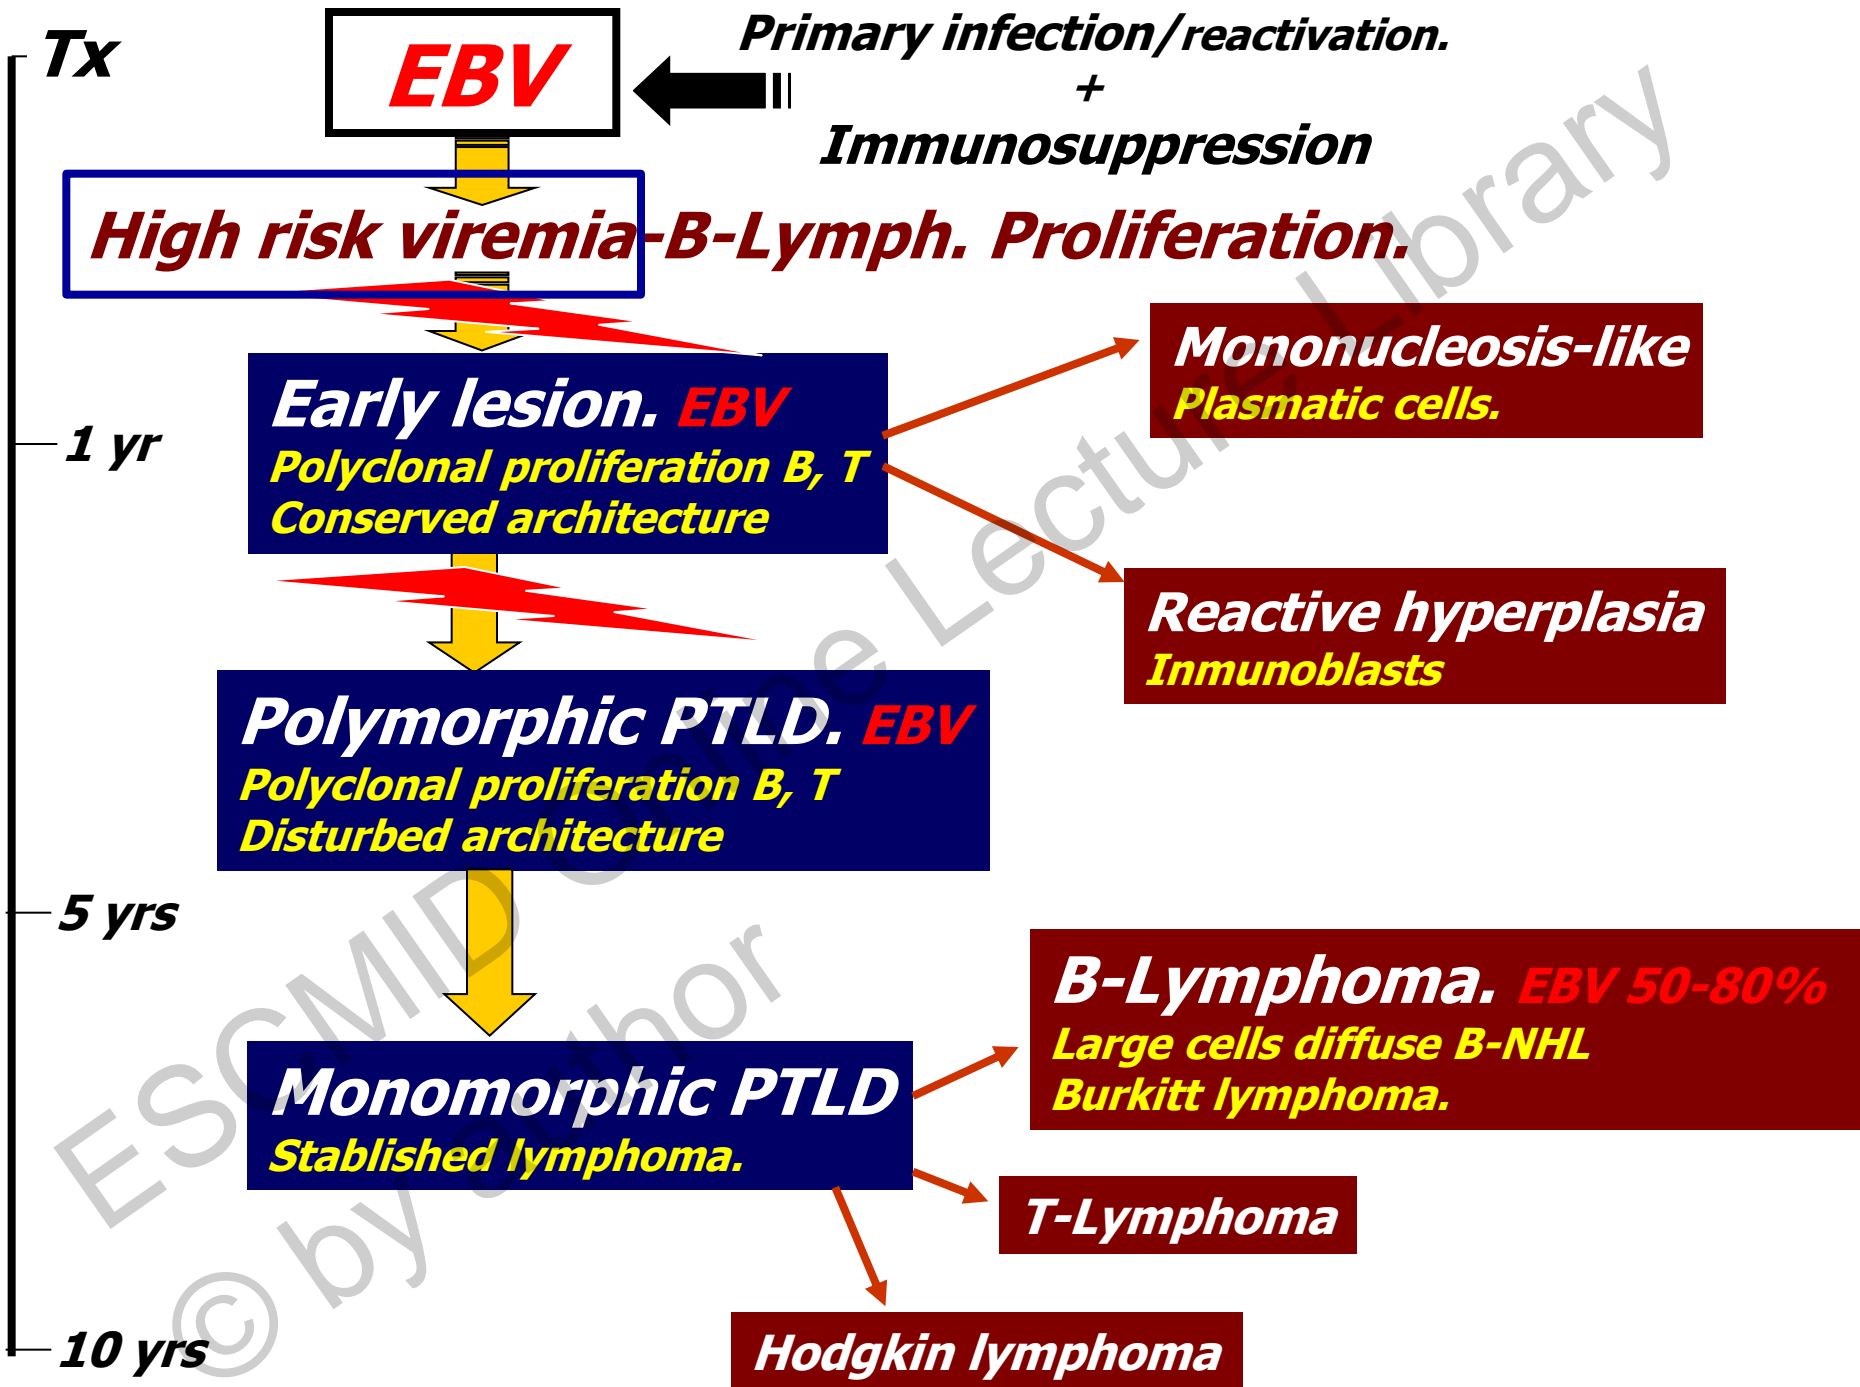 Tx
EBV
Primary infection/reactivation.
+
Immunosuppression
High risk viremia-B-Lymph. Proliferation.
Early lesion. EBV
Polyclonal proliferation B, T
Conserved architecture
Mononucleosis-like
Plasmatic cells.
1 yr
Reactive hyperplasia
Inmunoblasts
Polymorphic PTLD. EBV
Polyclonal proliferation B, T
Disturbed architecture
5 yrs
B-Lymphoma. EBV 50-80%
Large cells diffuse B-NHL
Burkitt lymphoma.
Monomorphic PTLD
Stablished lymphoma.
T-Lymphoma
Hodgkin lymphoma
10 yrs
ESCMID Online Lecture Library
© by author